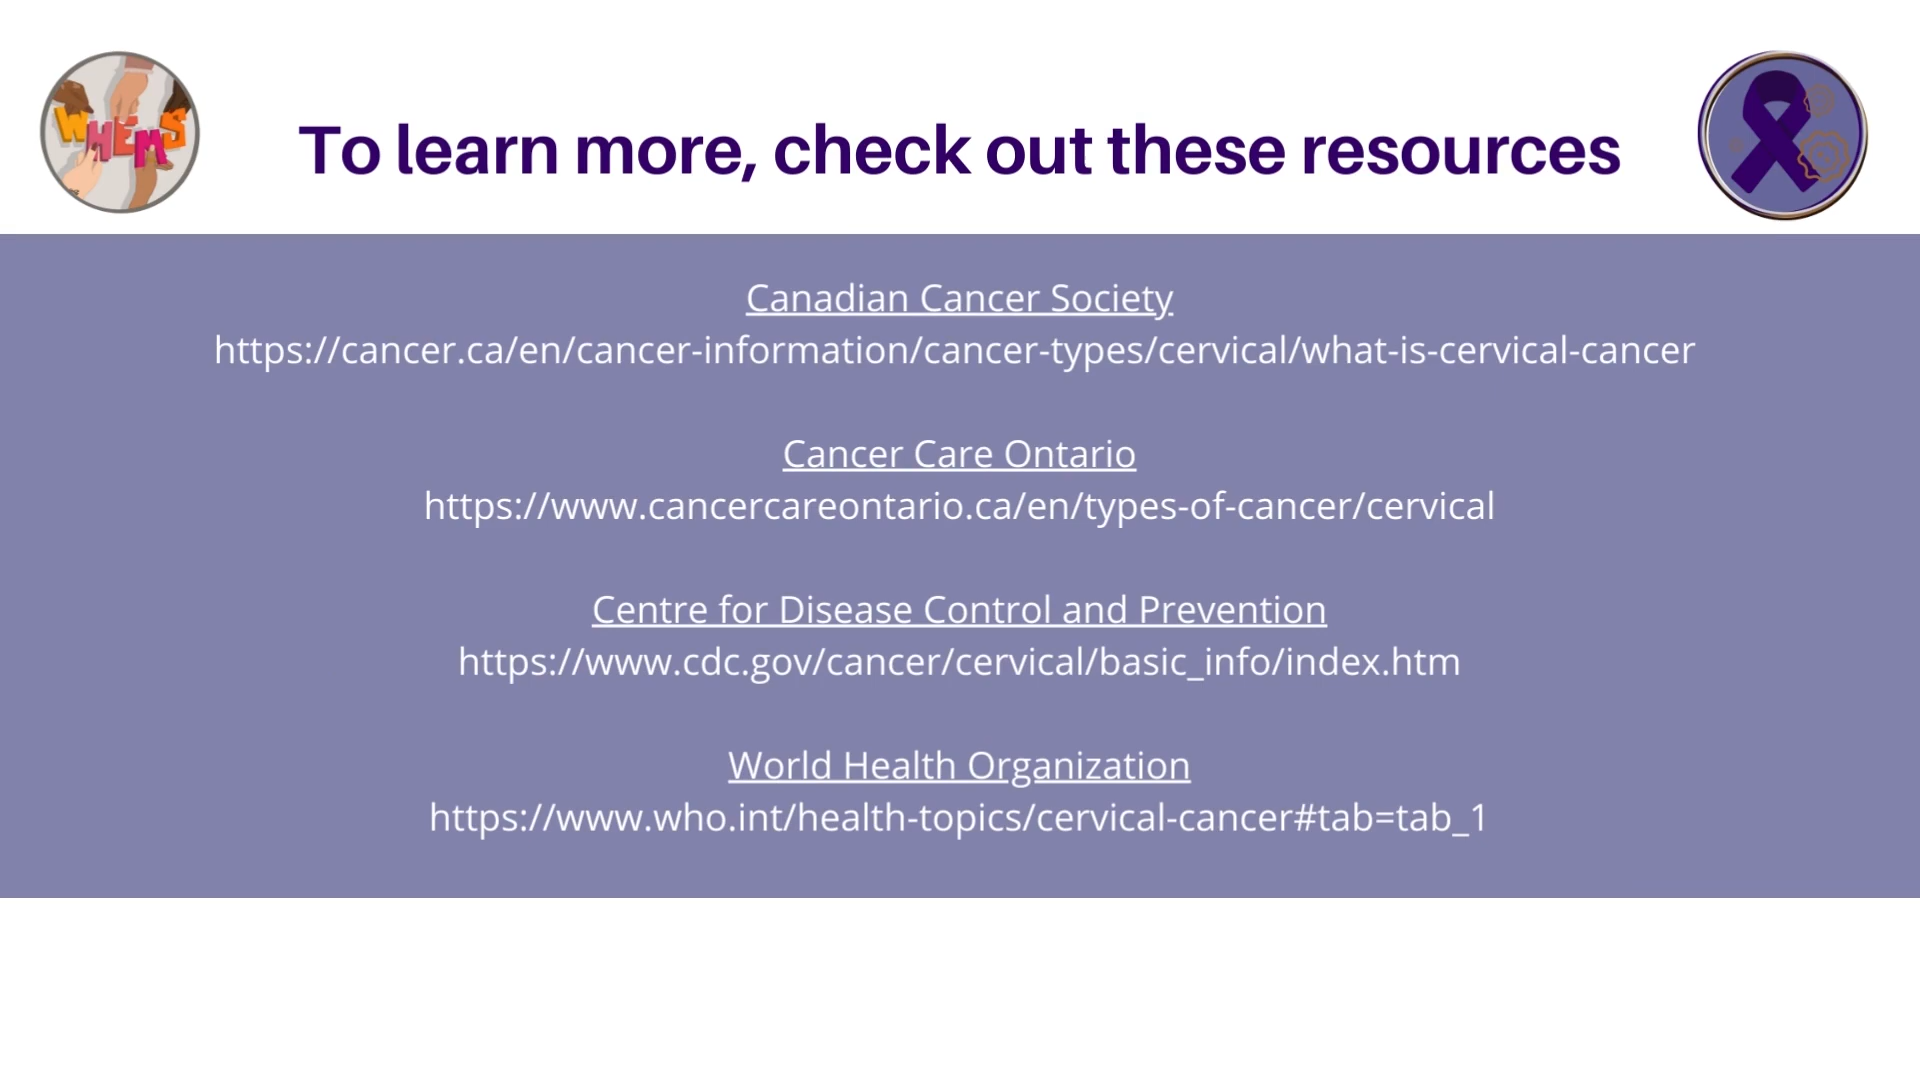 WHEMS
To learn more, check out these resources
Canadian Cancer Society
https://cancer.ca/en/cancer-information/cancer-types/cervical/what-is-cervical-cancer
Cancer Care Ontario
https://www.cancercareontario.ca/en/types-of-cancer/cervical
Centre for Disease Control and Prevention
https://www.cdc.gov/cancer/cervical/basic_info/index.htm
World Health Organization
https://www.who.int/health-topics/cervical-cancer#tab=tab_1